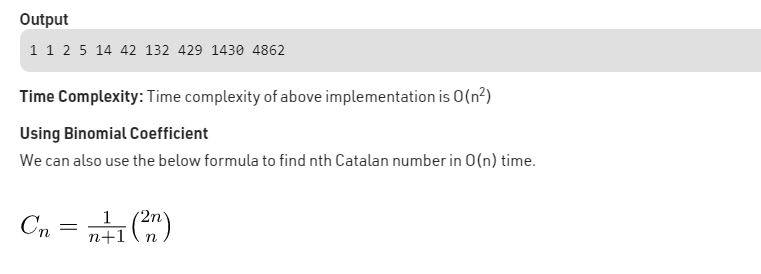 Output
1 1 2 5 14 42 132 429 1430 4862
Time Complexity: Time complexity of above implementation is O(n²)
Using Binomial Coefficient
We can also use the below formula to find nth Catalan number in O(n) time.
Cₙ = 1/(n+1) (2n n)